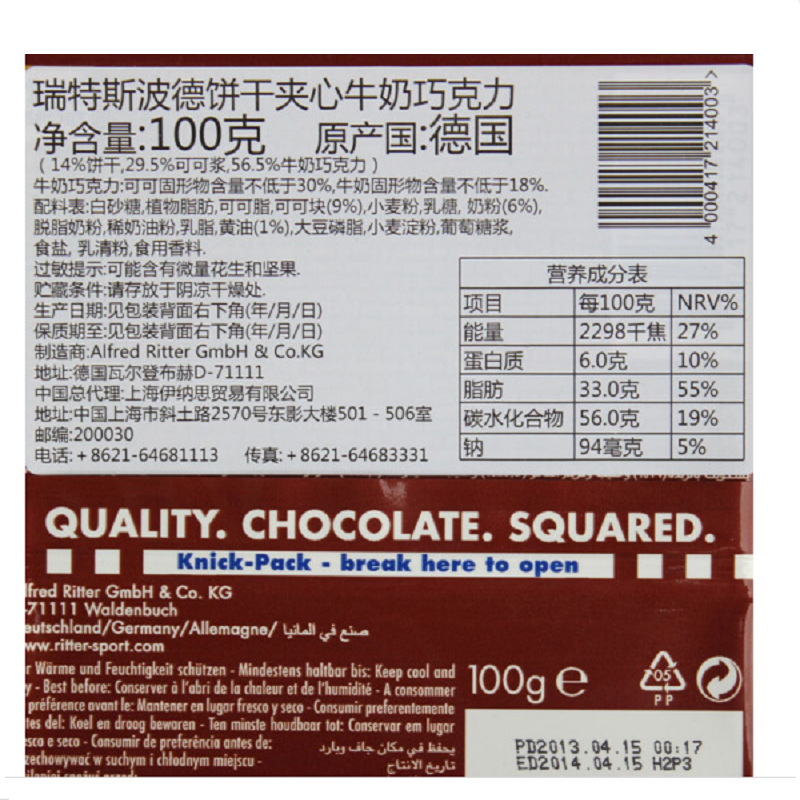 瑞特斯波德饼干夹心牛奶巧克力
净含量:100克 原产国:德国
(14%饼干,29.5%可可浆,56.5%牛奶巧克力)
牛奶巧克力:可可固形物含量不低于30%,牛奶固形物含量不低于18%.
配料表:白砂糖,植物脂肪,可可脂,可可块(9%),小麦粉,乳糖, 奶粉(6%),
脱脂奶粉,稀奶油粉,乳脂,黄油(1%),大豆磷脂,小麦淀粉,葡萄糖浆,
食盐, 乳清粉,食用香料.
过敏提示:可能含有微量花生和坚果.
贮藏条件:请存放于阴凉干燥处.
生产日期:见包装背面右下角(年/月/日)
保质期至:见包装背面右下角(年/月/日)
制造商:Alfred Ritter GmbH & Co.KG
地址:德国瓦尔登布赫D-71111
中国总代理:上海伊纳思贸易有限公司
地址:中国上海市斜土路2570号东影大楼501 - 506室
邮编:200030
电话: + 8621-64681113 传真: + 8621-64683331
4 000417 214003 >
营养成分表
项目 每100克 NRV%
能量 2298千焦 27%
蛋白质 6.0克 10%
脂肪 33.0克 55%
碳水化合物 56.0克 19%
钠 94毫克 5%
QUALITY. CHOCOLATE. SQUARED.
Knick-Pack - break here to open
lfred Ritter GmbH & Co. KG
-71111 Waldenbuch
eutschland/Germany/Allemagne/ صنع في المانيا
ww.ritter-sport.com
r Wärme und Feuchtigkeit schützen - Mindestens haltbar bis: Keep cool and
y - Best before: Conserver à l'abri de la chaleur et de l'humidité - A consommer
préférence avant le: Mantener en lugar fresco y seco - Consumir preferentemente
tes del: Koel en droog bewaren - Ten minste houdbaar tot: Conservar em lugar
sco e seco - Consumir de preferência antes de: يحفظ في مكان جاف وبارد
zechowywać w suchym i chłodnym miejscu - تاريخ الانتاج
100g e
05
PP
PD2013.04.15 00:17
ED2014.04.15 H2P3